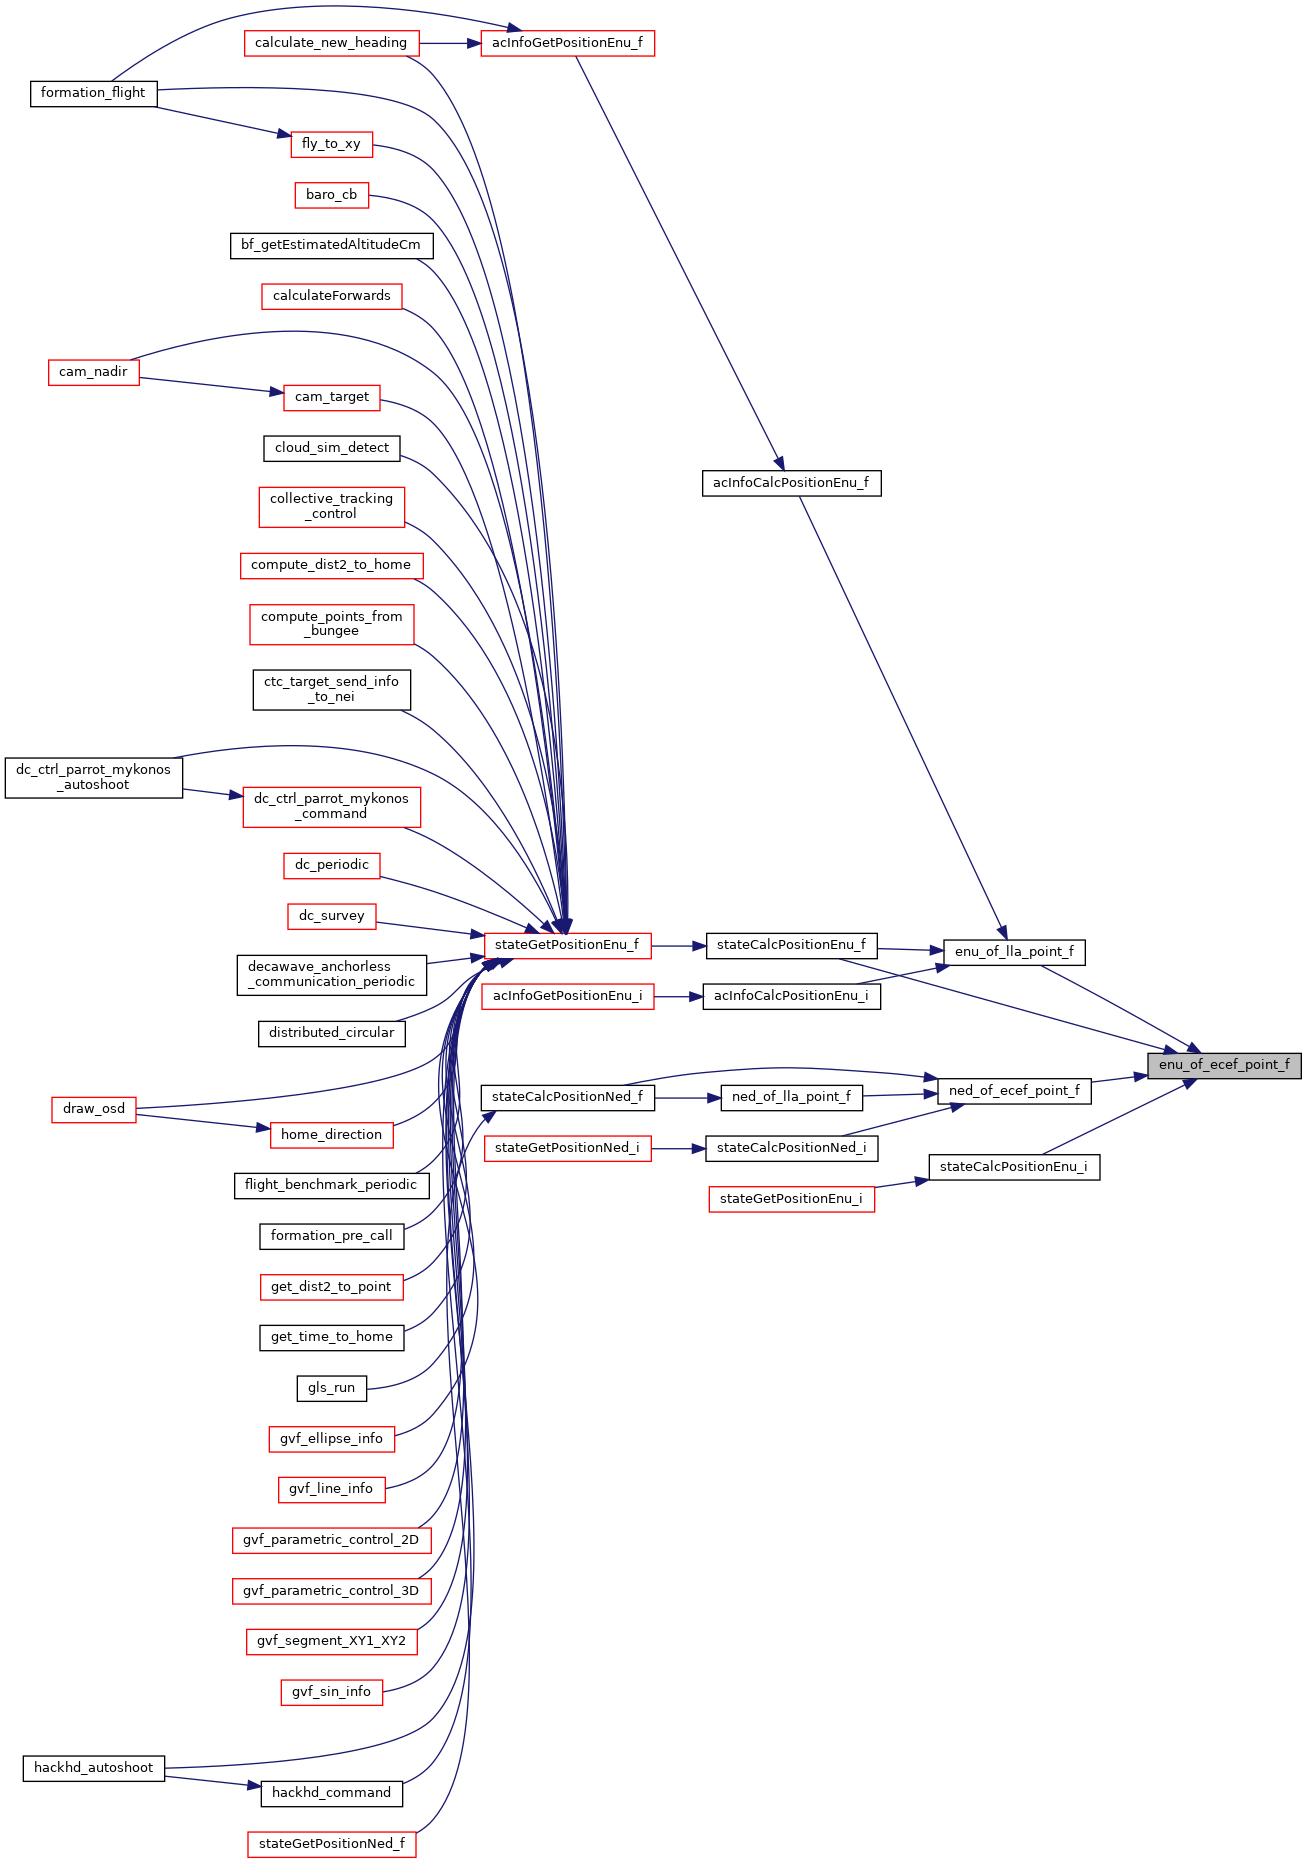 acInfoGetPositionEnu_f
calculate_new_heading
formation_flight
fly_to_xy
baro_cb
bf_getEstimatedAltitudeCm
calculateForwards
cam_nadir
cam_target
cloud_sim_detect
acInfoCalcPositionEnu_f
collective_tracking
_control
compute_dist2_to_home
compute_points_from
_bungee
ctc_target_send_info
_to_nei
dc_ctrl_parrot_mykonos
_autoshoot
dc_ctrl_parrot_mykonos
_command
dc_periodic
dc_survey
stateGetPositionEnu_f
stateCalcPositionEnu_f
enu_of_lla_point_f
decawave_anchorless
_communication_periodic
acInfoGetPositionEnu_i
acInfoCalcPositionEnu_i
distributed_circular
enu_of_ecef_point_f
draw_osd
stateCalcPositionNed_f
ned_of_lla_point_f
ned_of_ecef_point_f
home_direction
stateGetPositionNed_i
stateCalcPositionNed_i
stateCalcPositionEnu_i
flight_benchmark_periodic
stateGetPositionEnu_i
formation_pre_call
get_dist2_to_point
get_time_to_home
gls_run
gvf_ellipse_info
gvf_line_info
gvf_parametric_control_2D
gvf_parametric_control_3D
gvf_segment_XY1_XY2
gvf_sin_info
hackhd_autoshoot
hackhd_command
stateGetPositionNed_f